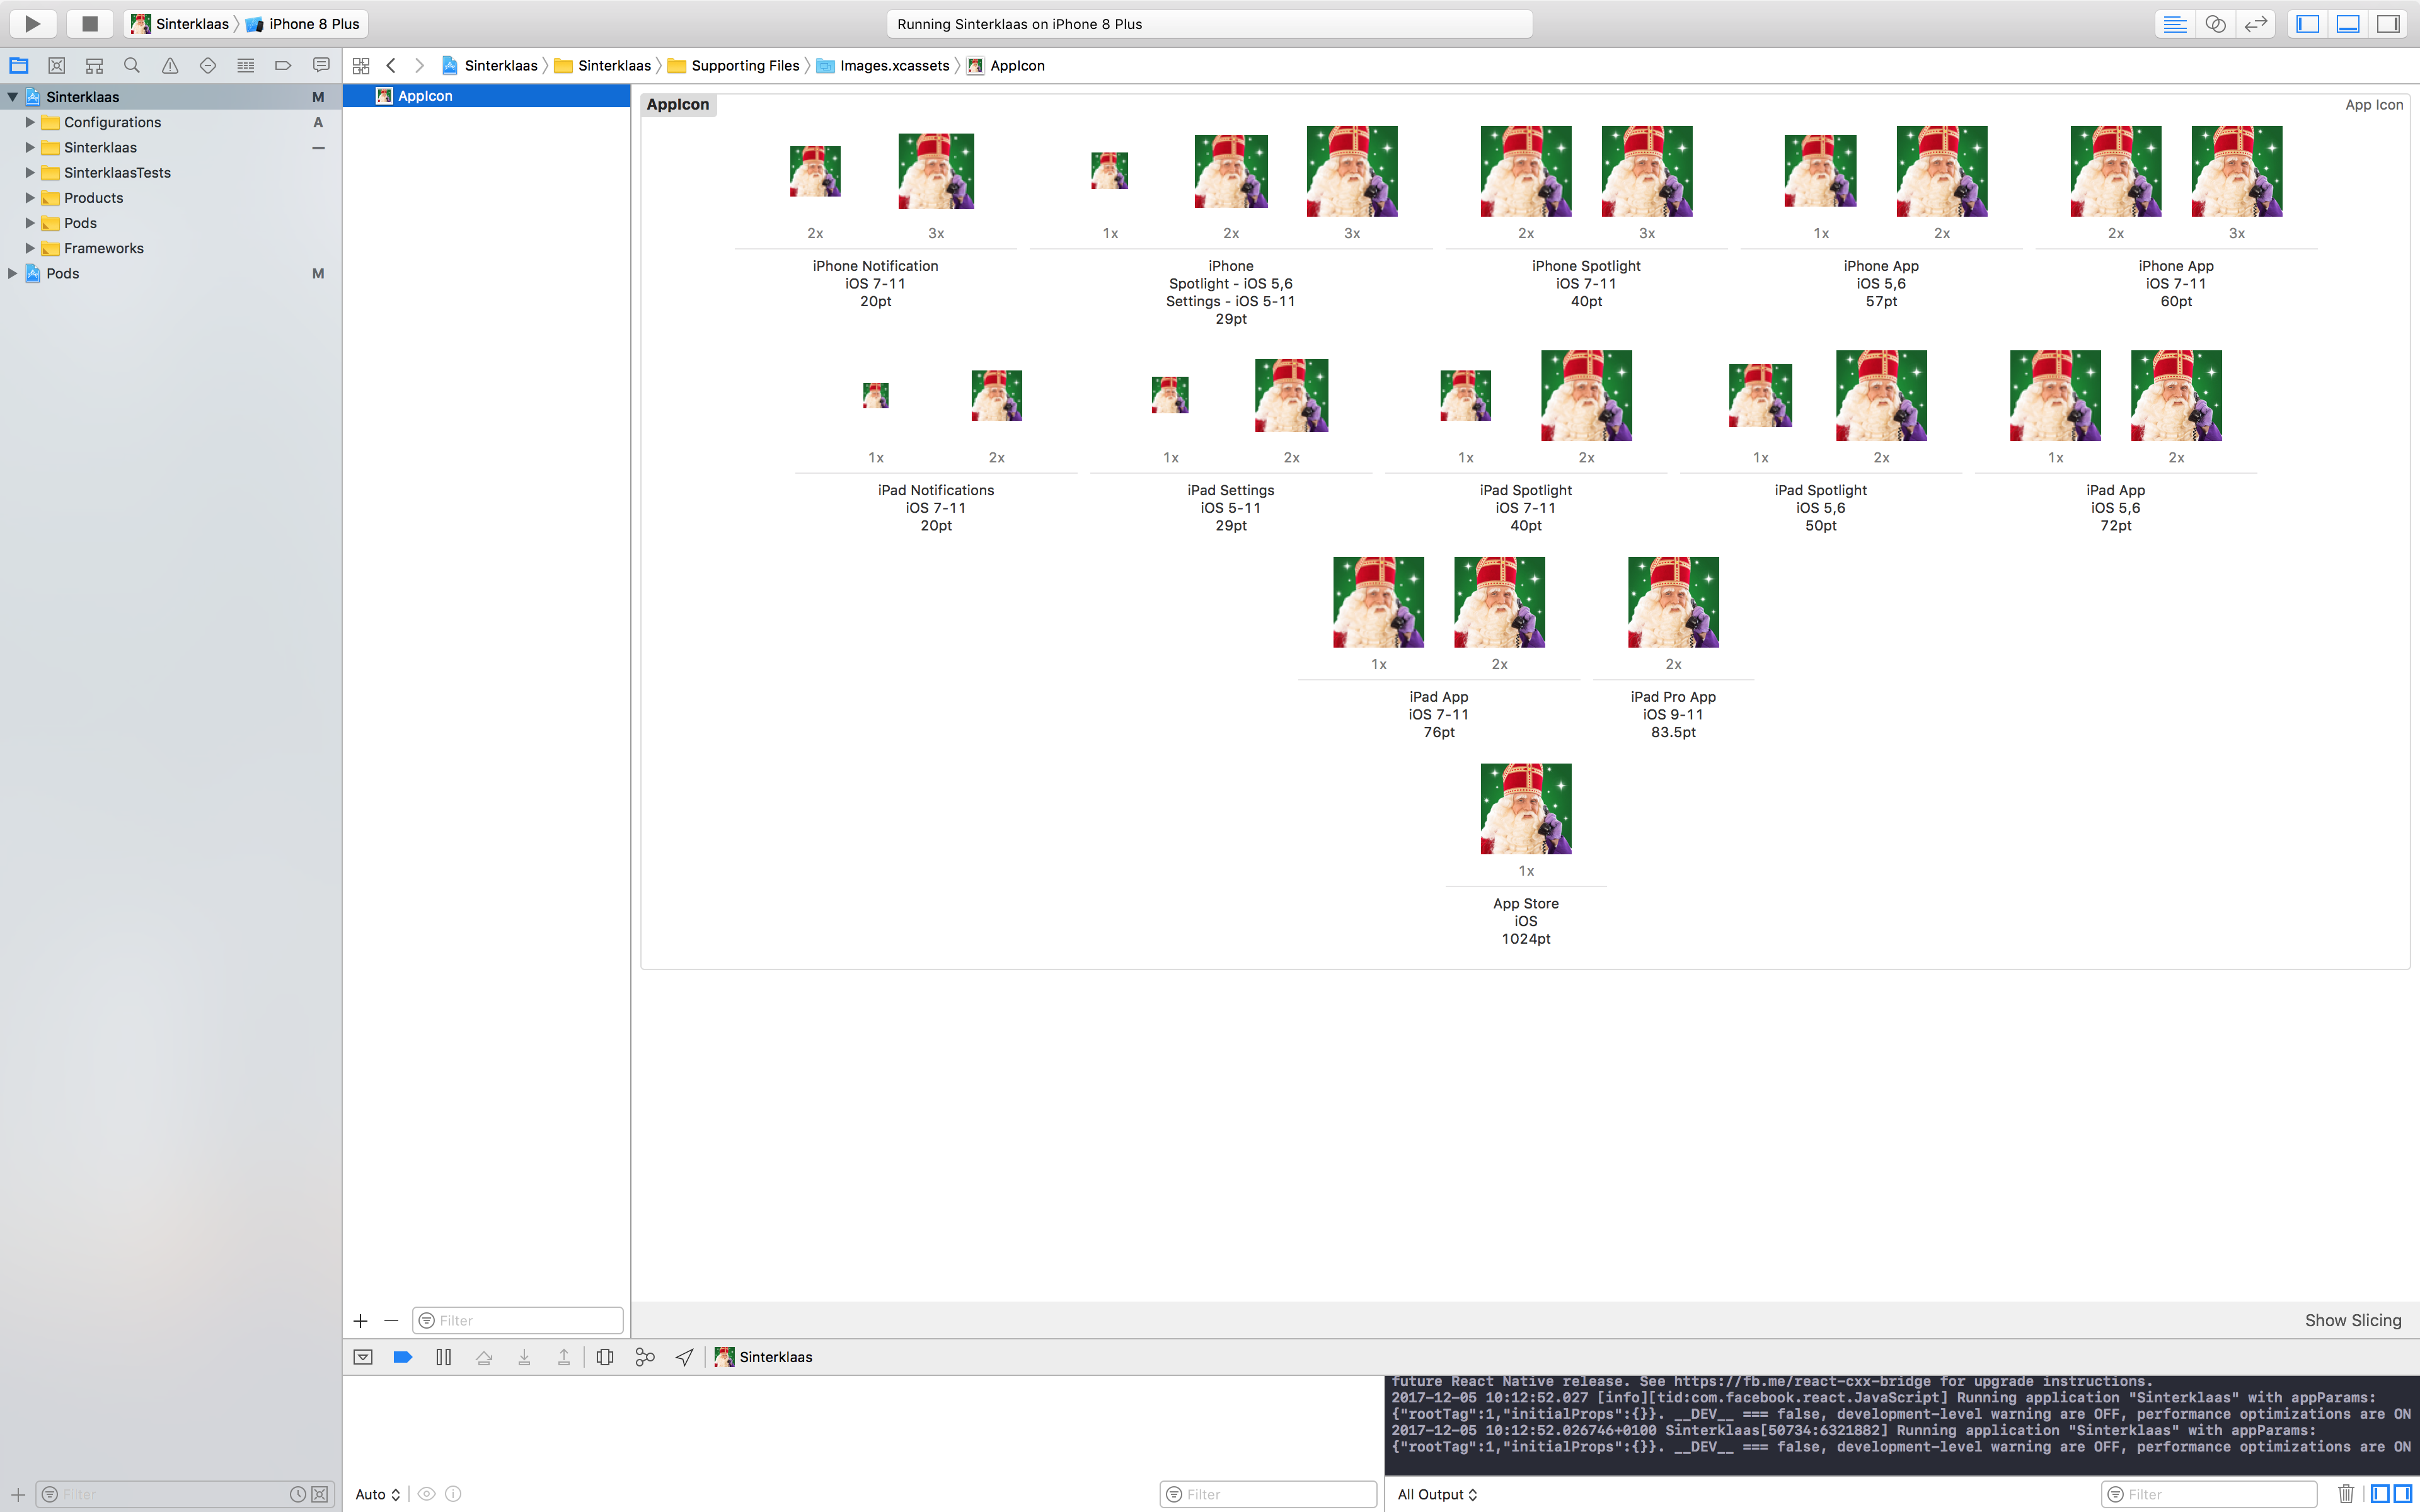 Sinterklaas
iPhone 8 Plus
Running Sinterklaas on iPhone 8 Plus
Sinterklaas
Sinterklaas
Supporting Files
Images.xcassets
AppIcon
Sinterklaas M
Configurations A
Sinterklaas
SinterklaasTests
Products
Pods
Frameworks
Pods M
AppIcon
AppIcon
App Icon
2x 3x
iPhone Notification
iOS 7-11
20pt
1x 2x 3x
iPhone
Spotlight - iOS 5,6
Settings - iOS 5-11
29pt
2x 3x
iPhone Spotlight
iOS 7-11
40pt
1x 2x
iPhone App
iOS 5,6
57pt
2x 3x
iPhone App
iOS 7-11
60pt
1x 2x
iPad Notifications
iOS 7-11
20pt
1x 2x
iPad Settings
iOS 5-11
29pt
1x 2x
iPad Spotlight
iOS 7-11
40pt
1x 2x
iPad Spotlight
iOS 5,6
50pt
1x 2x
iPad App
iOS 5,6
72pt
1x 2x
iPad App
iOS 7-11
76pt
2x
iPad Pro App
iOS 9-11
83.5pt
1x
App Store
iOS
1024pt
Filter
Show Slicing
Sinterklaas
future React Native release. See https://fb.me/react-cxx-bridge for upgrade instructions.
2017-12-05 10:12:52.027 [info][tid:com.facebook.react.JavaScript] Running application "Sinterklaas" with appParams:
{"rootTag":1,"initialProps":{}}. __DEV__ === false, development-level warning are OFF, performance optimizations are ON
2017-12-05 10:12:52.026746+0100 Sinterklaas[50734:6321882] Running application "Sinterklaas" with appParams:
{"rootTag":1,"initialProps":{}}. __DEV__ === false, development-level warning are OFF, performance optimizations are ON
Filter
Auto
Filter
All Output
Filter